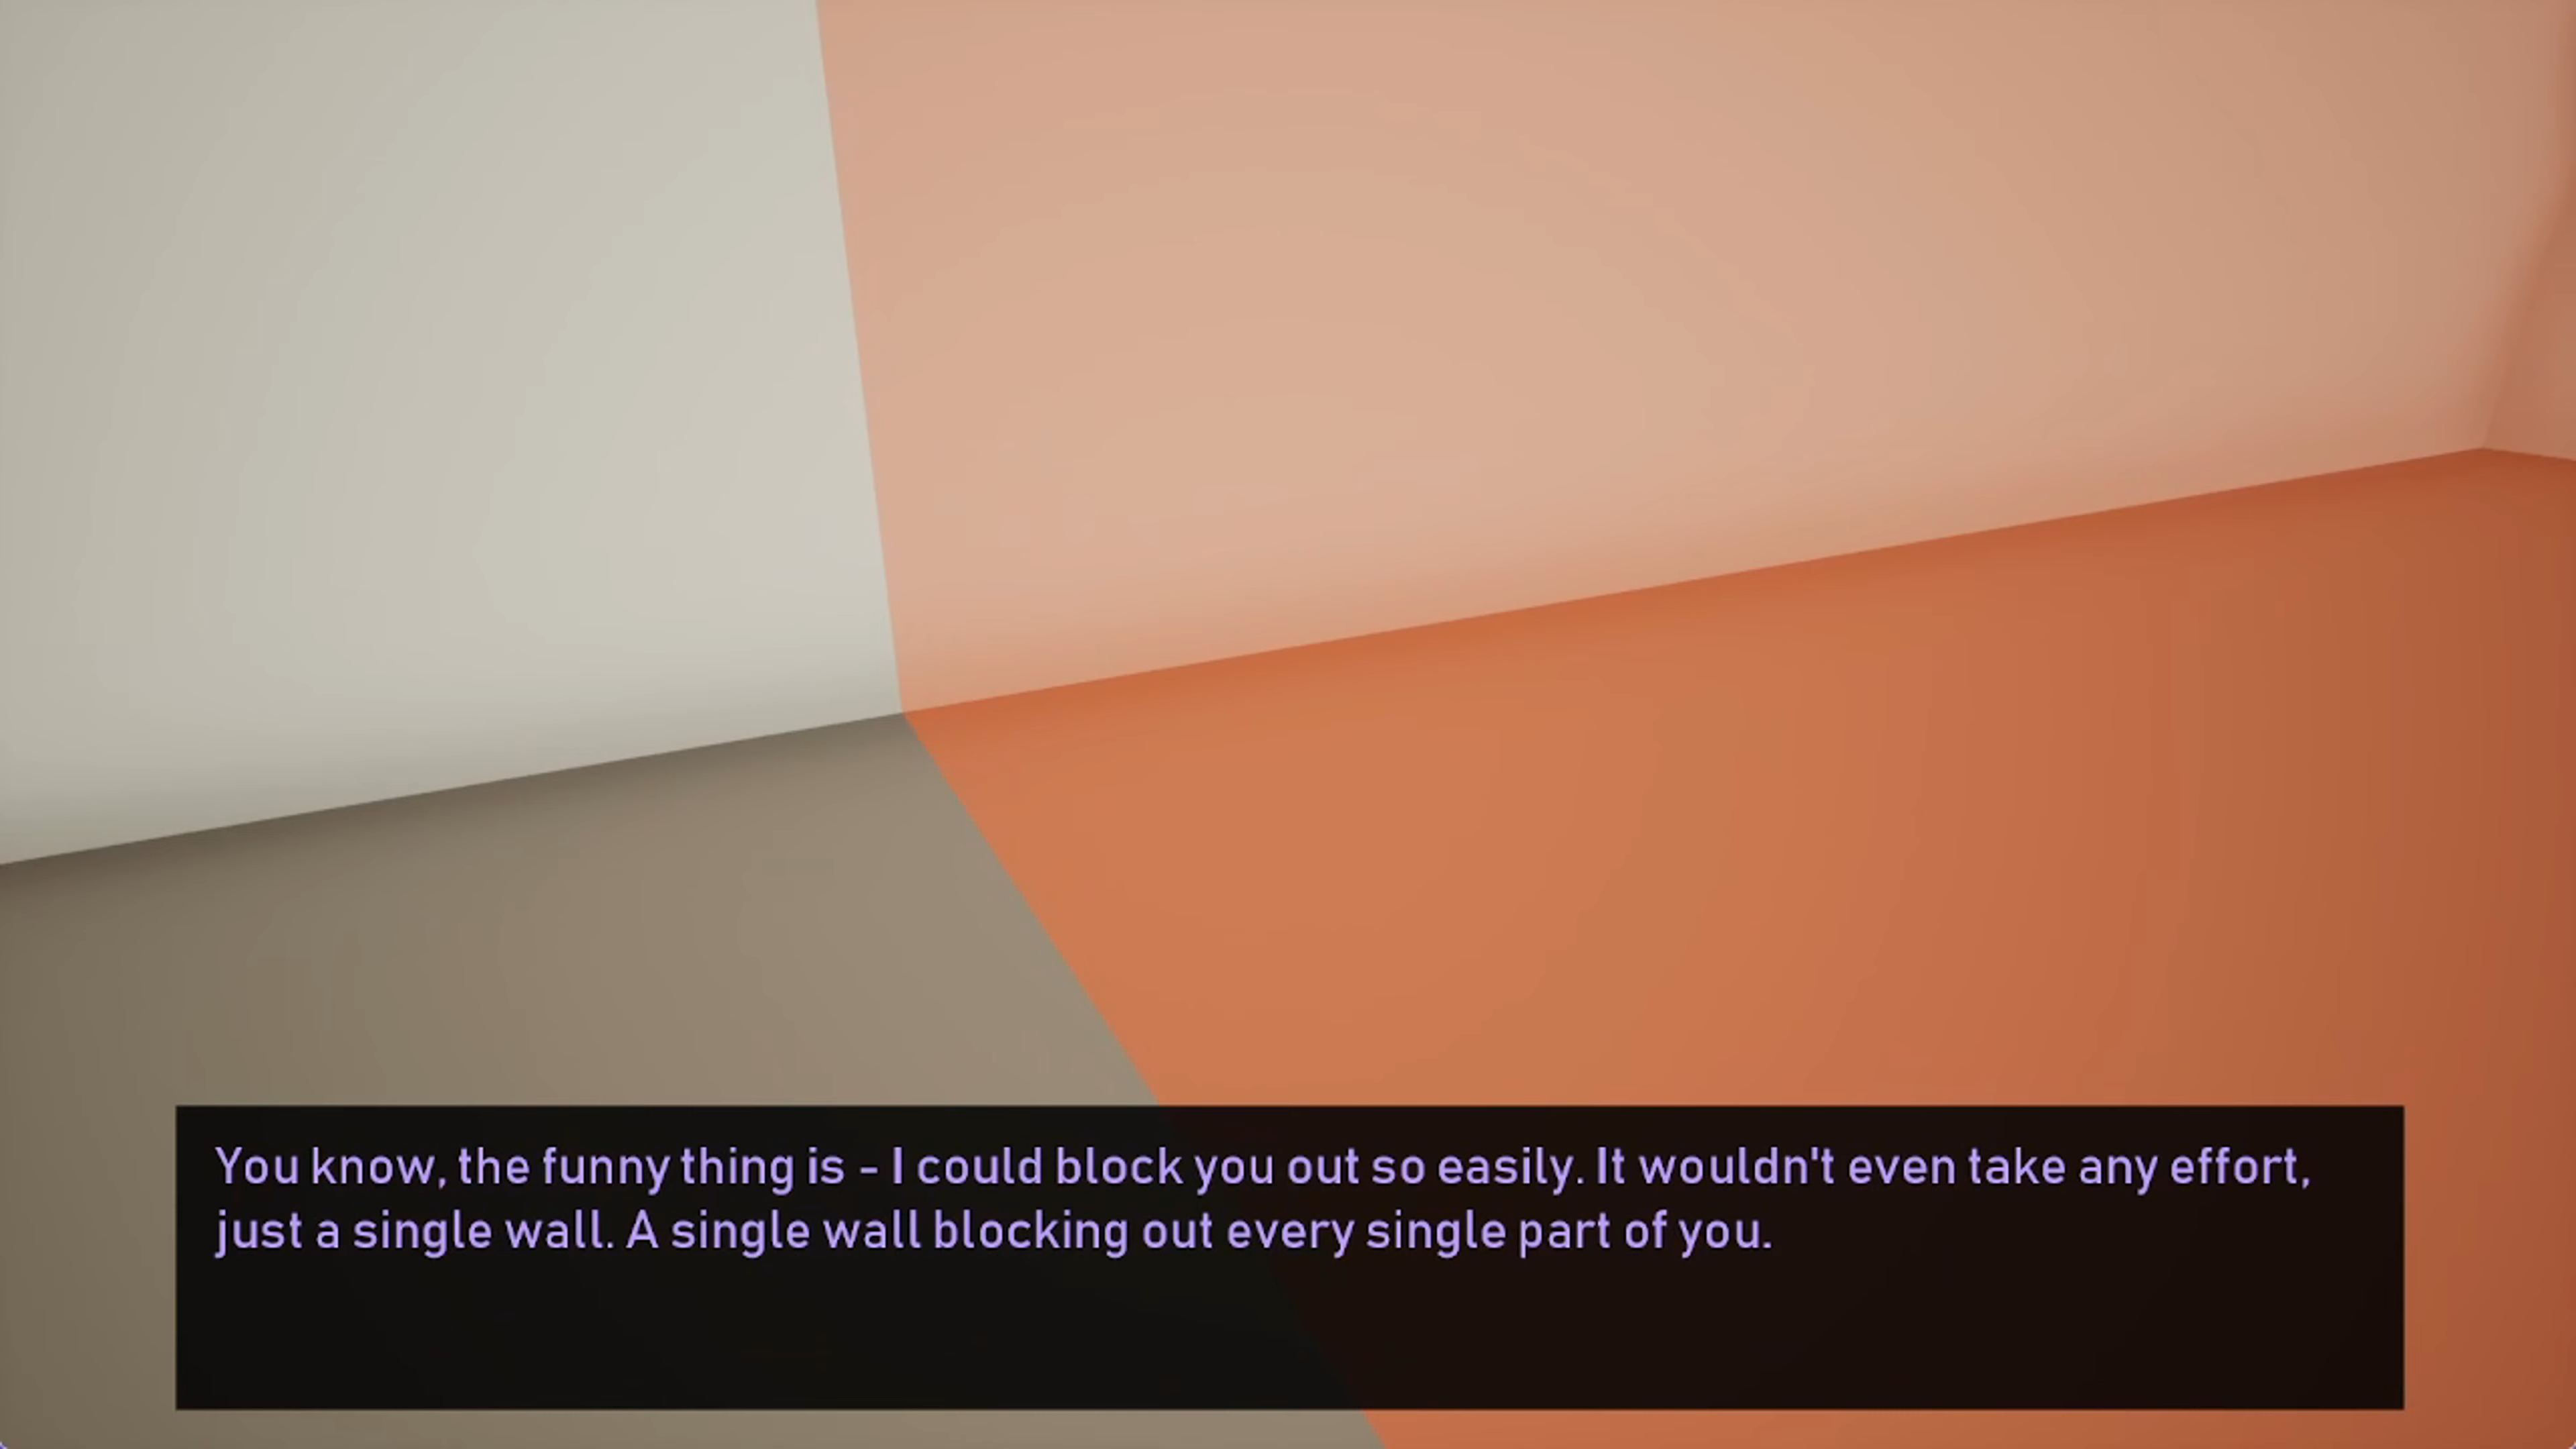 You know, the funny thing is - I could block you out so easily. It wouldn't even take any effort,
just a single wall. A single wall blocking out every single part of you.